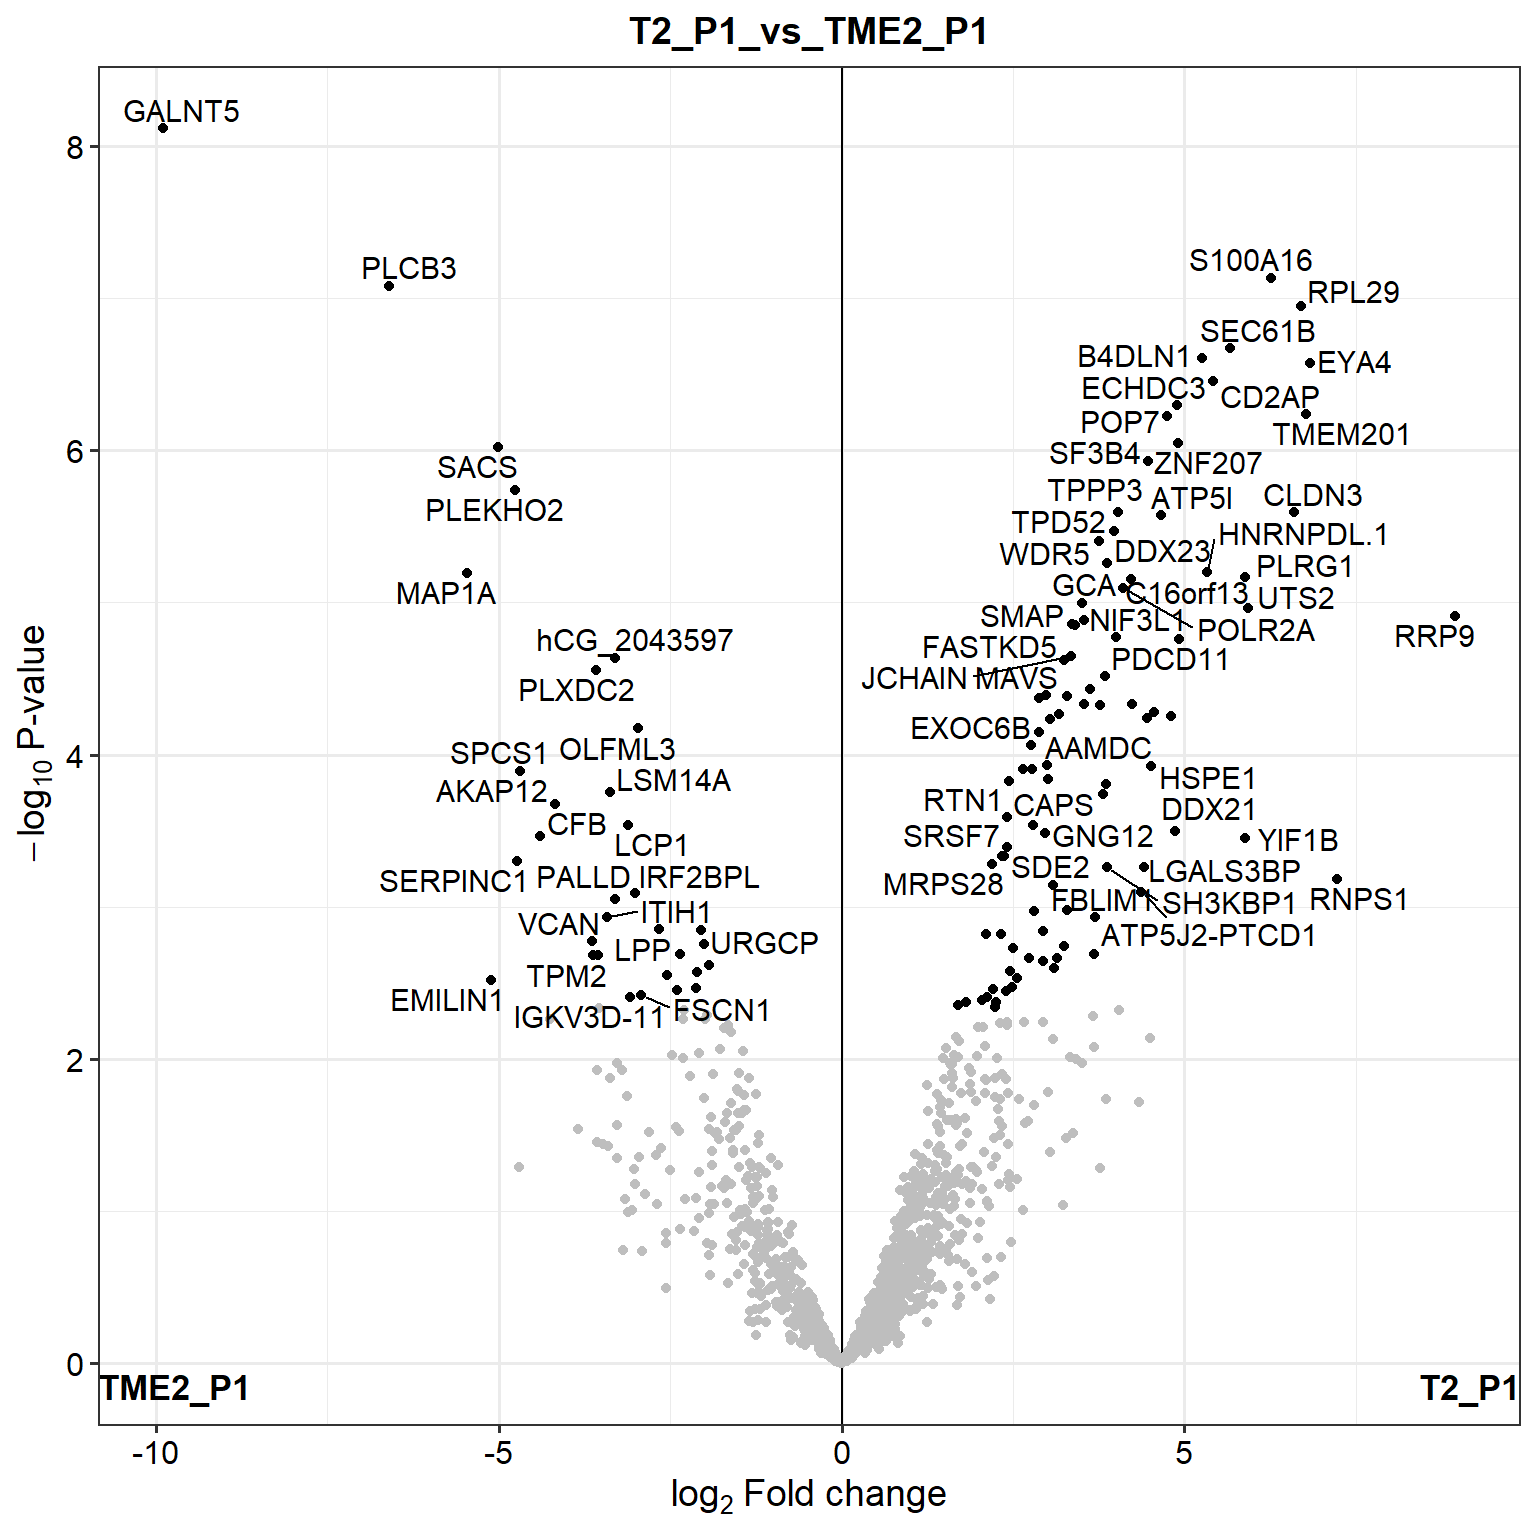 T2_P1_vs_TME2_P1
GALNT5
8
PLCB3
S100A16
RPL29
SEC61B
B4DLN1
EYA4
ECHDC3
CD2AP
POP7
TMEM201
6
SF3B4
ZNF207
SACS
TPPP3
ATP5I
CLDN3
PLEKHO2
TPD52
HNRNPDL.1
WDR5
DDX23
PLRG1
MAP1A
GCA
C16orf13
UTS2
SMAP
NIF3L1
POLR2A
RRP9
hCG_2043597
FASTKD5
PDCD11
PLXDC2
JCHAIN
MAVS
EXOC6B
4
SPCS1
OLFML3
AAMDC
AKAP12
LSM14A
HSPE1
RTN1
CAPS
DDX21
CFB
SRSF7
GNG12
YIF1B
LCP1
SDE2
LGALS3BP
SERPINC1
PALLD
IRF2BPL
MRPS28
FBLIM1
SH3KBP1
RNPS1
VCAN
ITIH1
LPP
URGCP
ATP5J2-PTCD1
TPM2
EMILIN1
IGKV3D-11
FSCN1
2
0
TME2_P1
T2_P1
-10
-5
0
5
log2 Fold change
−log10 P-value